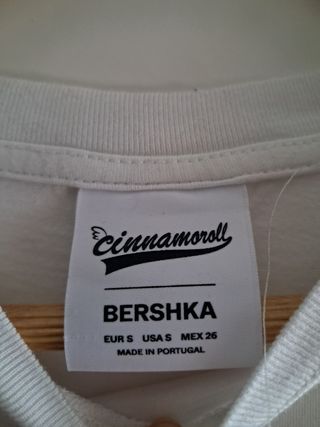 cinnamoroll
BERSHKA
EUR S USA S MEX 26
MADE IN PORTUGAL